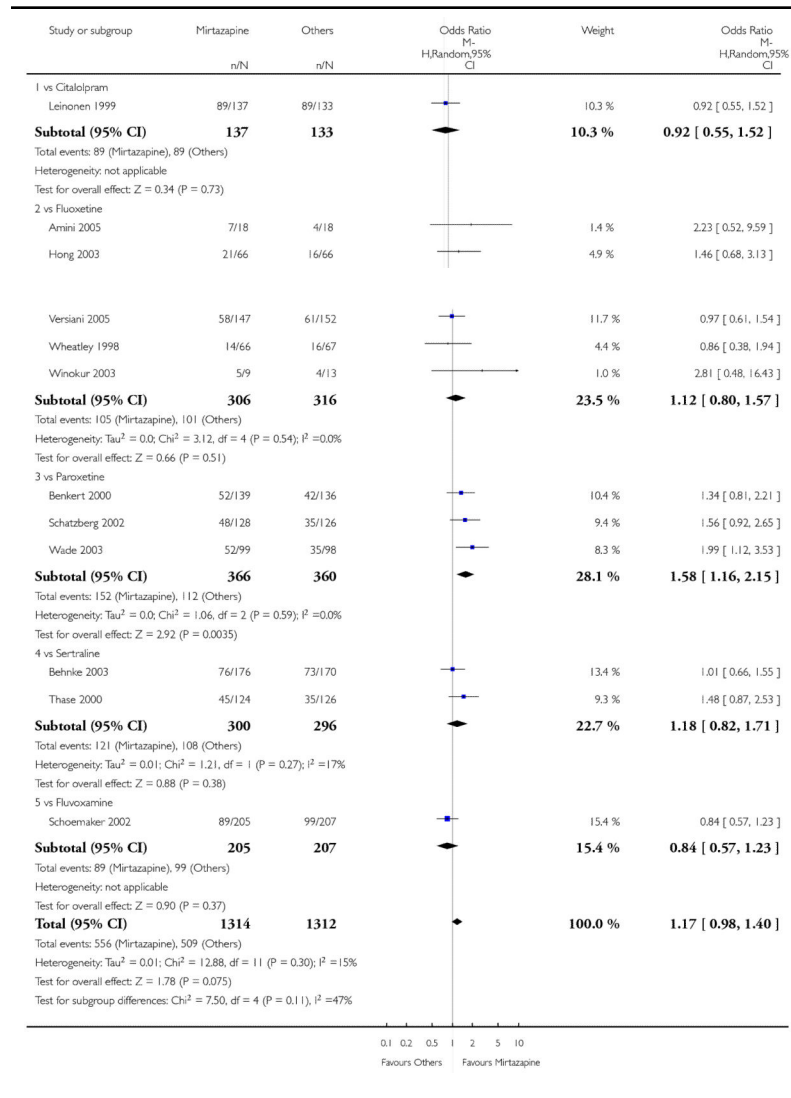 Study or subgroup Mirtazapine Others Odds Ratio Weight Odds Ratio
M- M-
H,Random,95% H,Random,95%
n/N n/N CI CI
1 vs Citalolpram
Leinonen 1999 89/137 89/133 10.3 % 0.92 [ 0.55, 1.52 ]
Subtotal (95% CI) 137 133 10.3 % 0.92 [ 0.55, 1.52 ]
Total events: 89 (Mirtazapine), 89 (Others)
Heterogeneity: not applicable
Test for overall effect: Z = 0.34 (P = 0.73)
2 vs Fluoxetine
Amini 2005 7/18 4/18 1.4 % 2.23 [ 0.52, 9.59 ]
Hong 2003 21/66 16/66 4.9 % 1.46 [ 0.68, 3.13 ]
Versiani 2005 58/147 61/152 11.7 % 0.97 [ 0.61, 1.54 ]
Wheatley 1998 14/66 16/67 4.4 % 0.86 [ 0.38, 1.94 ]
Winokur 2003 5/9 4/13 1.0 % 2.81 [ 0.48, 16.43 ]
Subtotal (95% CI) 306 316 23.5 % 1.12 [ 0.80, 1.57 ]
Total events: 105 (Mirtazapine), 101 (Others)
Heterogeneity: Tau² = 0.0; Chi² = 3.12, df = 4 (P = 0.54); I² =0.0%
Test for overall effect: Z = 0.66 (P = 0.51)
3 vs Paroxetine
Benkert 2000 52/139 42/136 10.4 % 1.34 [ 0.81, 2.21 ]
Schatzberg 2002 48/128 35/126 9.4 % 1.56 [ 0.92, 2.65 ]
Wade 2003 52/99 35/98 8.3 % 1.99 [ 1.12, 3.53 ]
Subtotal (95% CI) 366 360 28.1 % 1.58 [ 1.16, 2.15 ]
Total events: 152 (Mirtazapine), 112 (Others)
Heterogeneity: Tau² = 0.0; Chi² = 1.06, df = 2 (P = 0.59); I² =0.0%
Test for overall effect: Z = 2.92 (P = 0.0035)
4 vs Sertraline
Behnke 2003 76/176 73/170 13.4 % 1.01 [ 0.66, 1.55 ]
Thase 2000 45/124 35/126 9.3 % 1.48 [ 0.87, 2.53 ]
Subtotal (95% CI) 300 296 22.7 % 1.18 [ 0.82, 1.71 ]
Total events: 121 (Mirtazapine), 108 (Others)
Heterogeneity: Tau² = 0.01; Chi² = 1.21, df = 1 (P = 0.27); I² =17%
Test for overall effect: Z = 0.88 (P = 0.38)
5 vs Fluvoxamine
Schoemaker 2002 89/205 99/207 15.4 % 0.84 [ 0.57, 1.23 ]
Subtotal (95% CI) 205 207 15.4 % 0.84 [ 0.57, 1.23 ]
Total events: 89 (Mirtazapine), 99 (Others)
Heterogeneity: not applicable
Test for overall effect: Z = 0.90 (P = 0.37)
Total (95% CI) 1314 1312 100.0 % 1.17 [ 0.98, 1.40 ]
Total events: 556 (Mirtazapine), 509 (Others)
Heterogeneity: Tau² = 0.01; Chi² = 12.88, df = 11 (P = 0.30); I² =15%
Test for overall effect: Z = 1.78 (P = 0.075)
Test for subgroup differences: Chi² = 7.50, df = 4 (P = 0.11), I² =47%
0.1 0.2 0.5 1 2 5 10
Favours Others Favours Mirtazapine